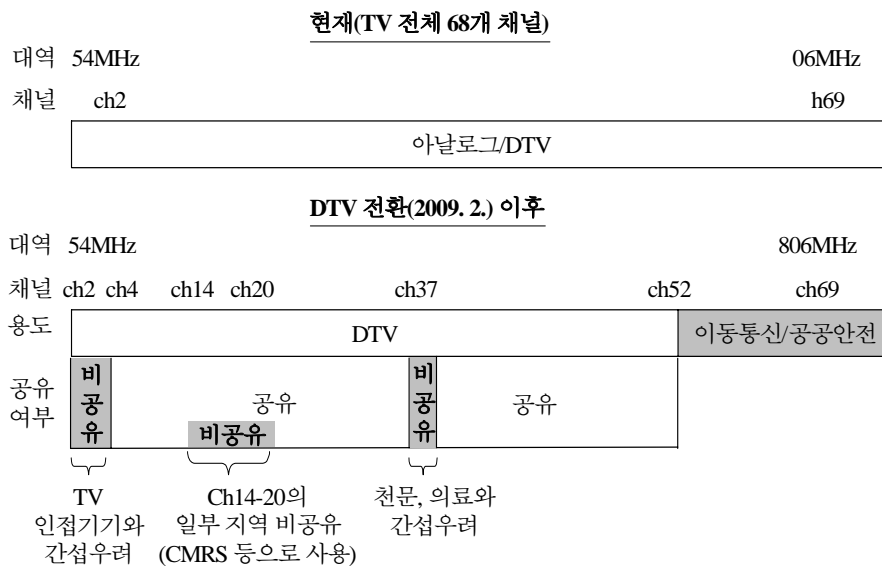 현재(TV 전체 68개 채널)
대역 54MHz 06MHz
채널 ch2 h69
아날로그/DTV
DTV 전환(2009. 2.) 이후
대역 54MHz 806MHz
채널 ch2 ch4 ch14 ch20 ch37 ch52 ch69
용도 DTV 이동통신/공공안전
공유
여부
비
공
유
공유
비공유
비
공
유
공유
TV
인접기기와
간섭우려
Ch14-20의
일부 지역 비공유
(CMRS 등으로 사용)
천문, 의료와
간섭우려